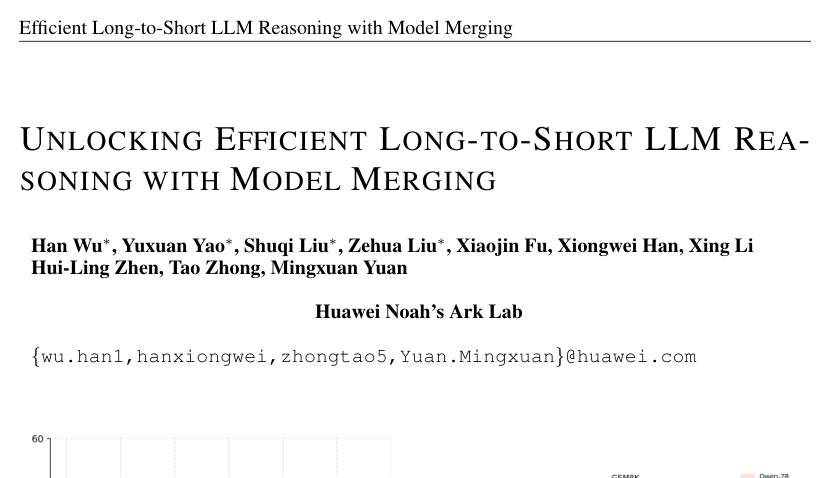 Efficient Long-to-Short LLM Reasoning with Model Merging
UNLOCKING EFFICIENT LONG-TO-SHORT LLM REA-
SONING WITH MODEL MERGING
Han Wu*, Yuxuan Yao*, Shuqi Liu*, Zehua Liu*, Xiaojin Fu, Xiongwei Han, Xing Li
Hui-Ling Zhen, Tao Zhong, Mingxuan Yuan
Huawei Noah's Ark Lab
{wu.han1,hanxiongwei,zhongtao5,Yuan.Mingxuan}@huawei.com
60
GSM8K
Qwen-7B